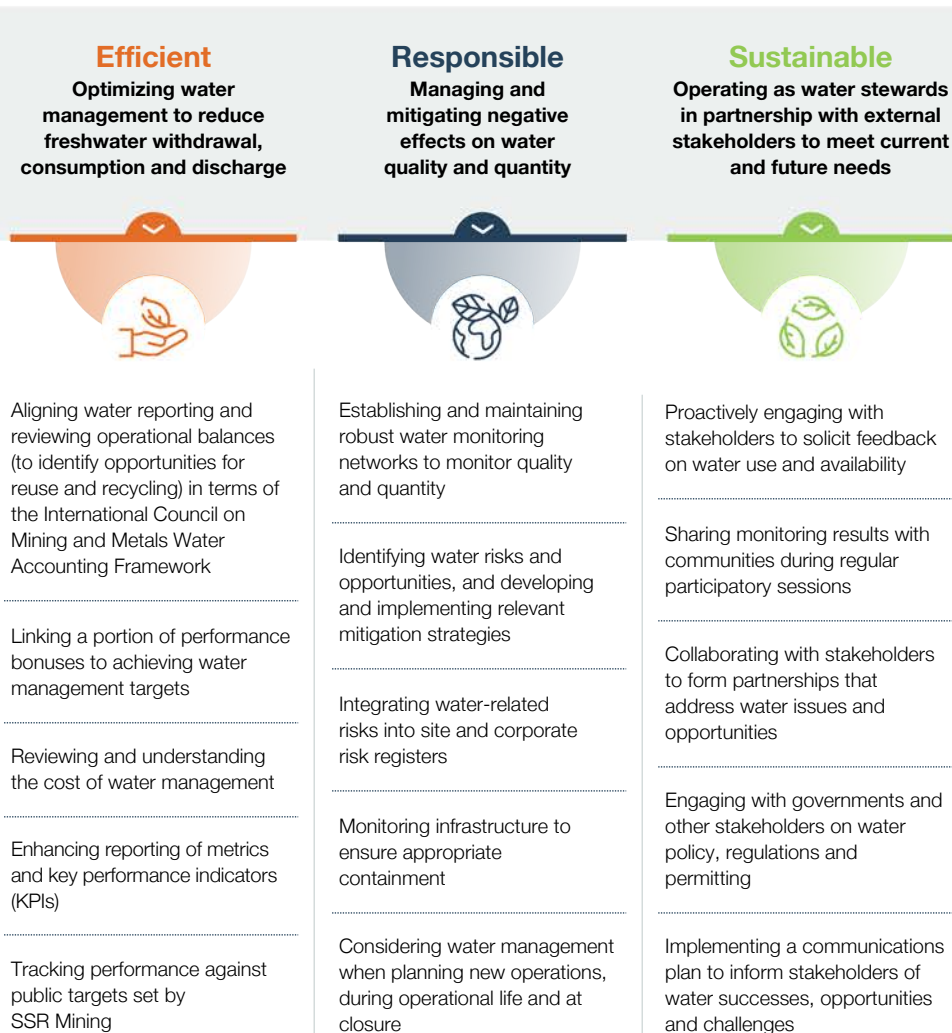 Efficient
Optimizing water
management to reduce
freshwater withdrawal,
consumption and discharge
Aligning water reporting and
reviewing operational balances
(to identify opportunities for
reuse and recycling) in terms of
the International Council on
Mining and Metals Water
Accounting Framework
Linking a portion of performance
bonuses to achieving water
management targets
Reviewing and understanding
the cost of water management
Enhancing reporting of metrics
and key performance indicators
(KPIs)
Tracking performance against
public targets set by
SSR Mining
Responsible
Managing and
mitigating negative
effects on water
quality and quantity
Establishing and maintaining
robust water monitoring
networks to monitor quality
and quantity
Identifying water risks and
opportunities, and developing
and implementing relevant
mitigation strategies
Integrating water-related
risks into site and corporate
risk registers
Monitoring infrastructure to
ensure appropriate
containment
Considering water management
when planning new operations,
during operational life and at
closure
Sustainable
Operating as water stewards
in partnership with external
stakeholders to meet current
and future needs
Proactively engaging with
stakeholders to solicit feedback
on water use and availability
Sharing monitoring results with
communities during regular
participatory sessions
Collaborating with stakeholders
to form partnerships that
address water issues and
opportunities
Engaging with governments and
other stakeholders on water
policy, regulations and
permitting
Implementing a communications
plan to inform stakeholders of
water successes, opportunities
and challenges